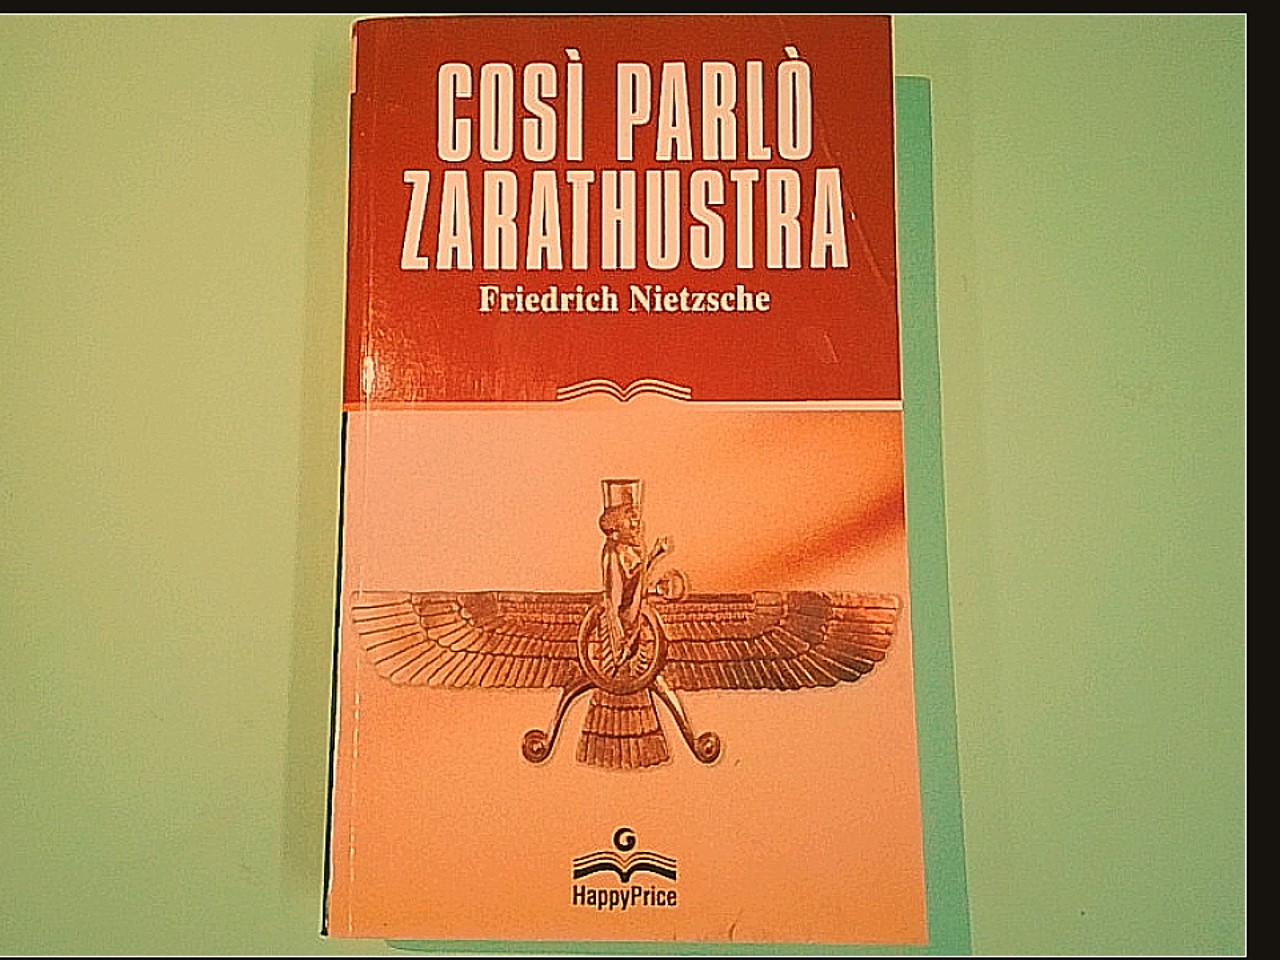 COSÌ PARLÒ
ZARATHUSTRA
Friedrich Nietzsche
G
HappyPrice